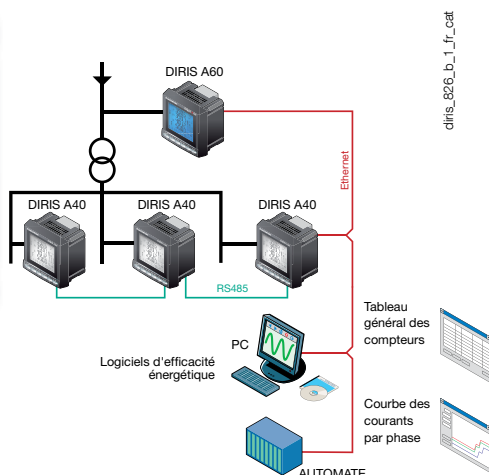 diris_826_b_1_fr_cat
DIRIS A60
Ethernet
DIRIS A40
DIRIS A40
DIRIS A40
RS485
PC
Logiciels d'efficacité
énergétique
Tableau
général des
compteurs
Courbe des
courants
par phase
AUTOMATE